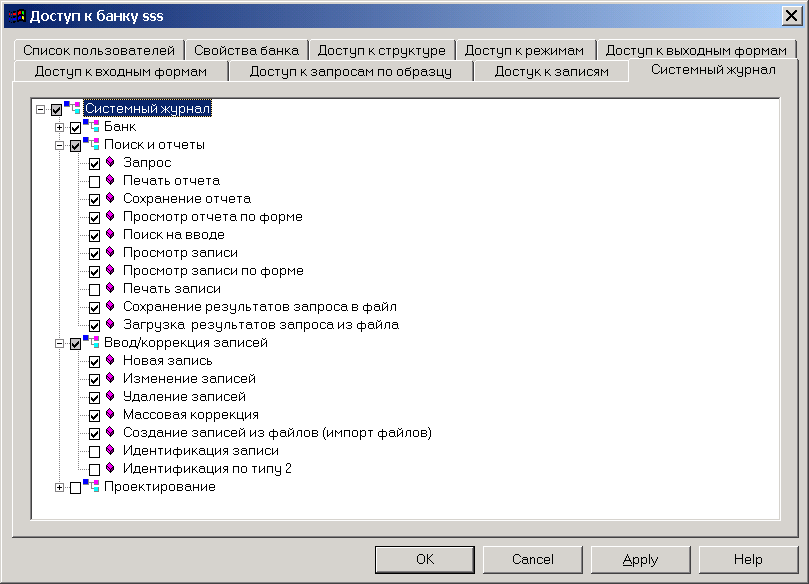 Доступ к банку sss
Список пользователей Свойства банка Доступ к структуре Доступ к режимам Доступ к выходным формам
Доступ к входным формам Доступ к запросам по образцу Достук к записям Системный журнал
Системный журнал
Банк
Поиск и отчеты
Запрос
Печать отчета
Сохранение отчета
Просмотр отчета по форме
Поиск на вводе
Просмотр записи
Просмотр записи по форме
Печать записи
Сохранение результатов запроса в файл
Загрузка результатов запроса из файла
Ввод/коррекция записей
Новая запись
Изменение записей
Удаление записей
Массовая коррекция
Создание записей из файлов (импорт файлов)
Идентификация записи
Идентификация по типу 2
Проектирование
OK Cancel Apply Help